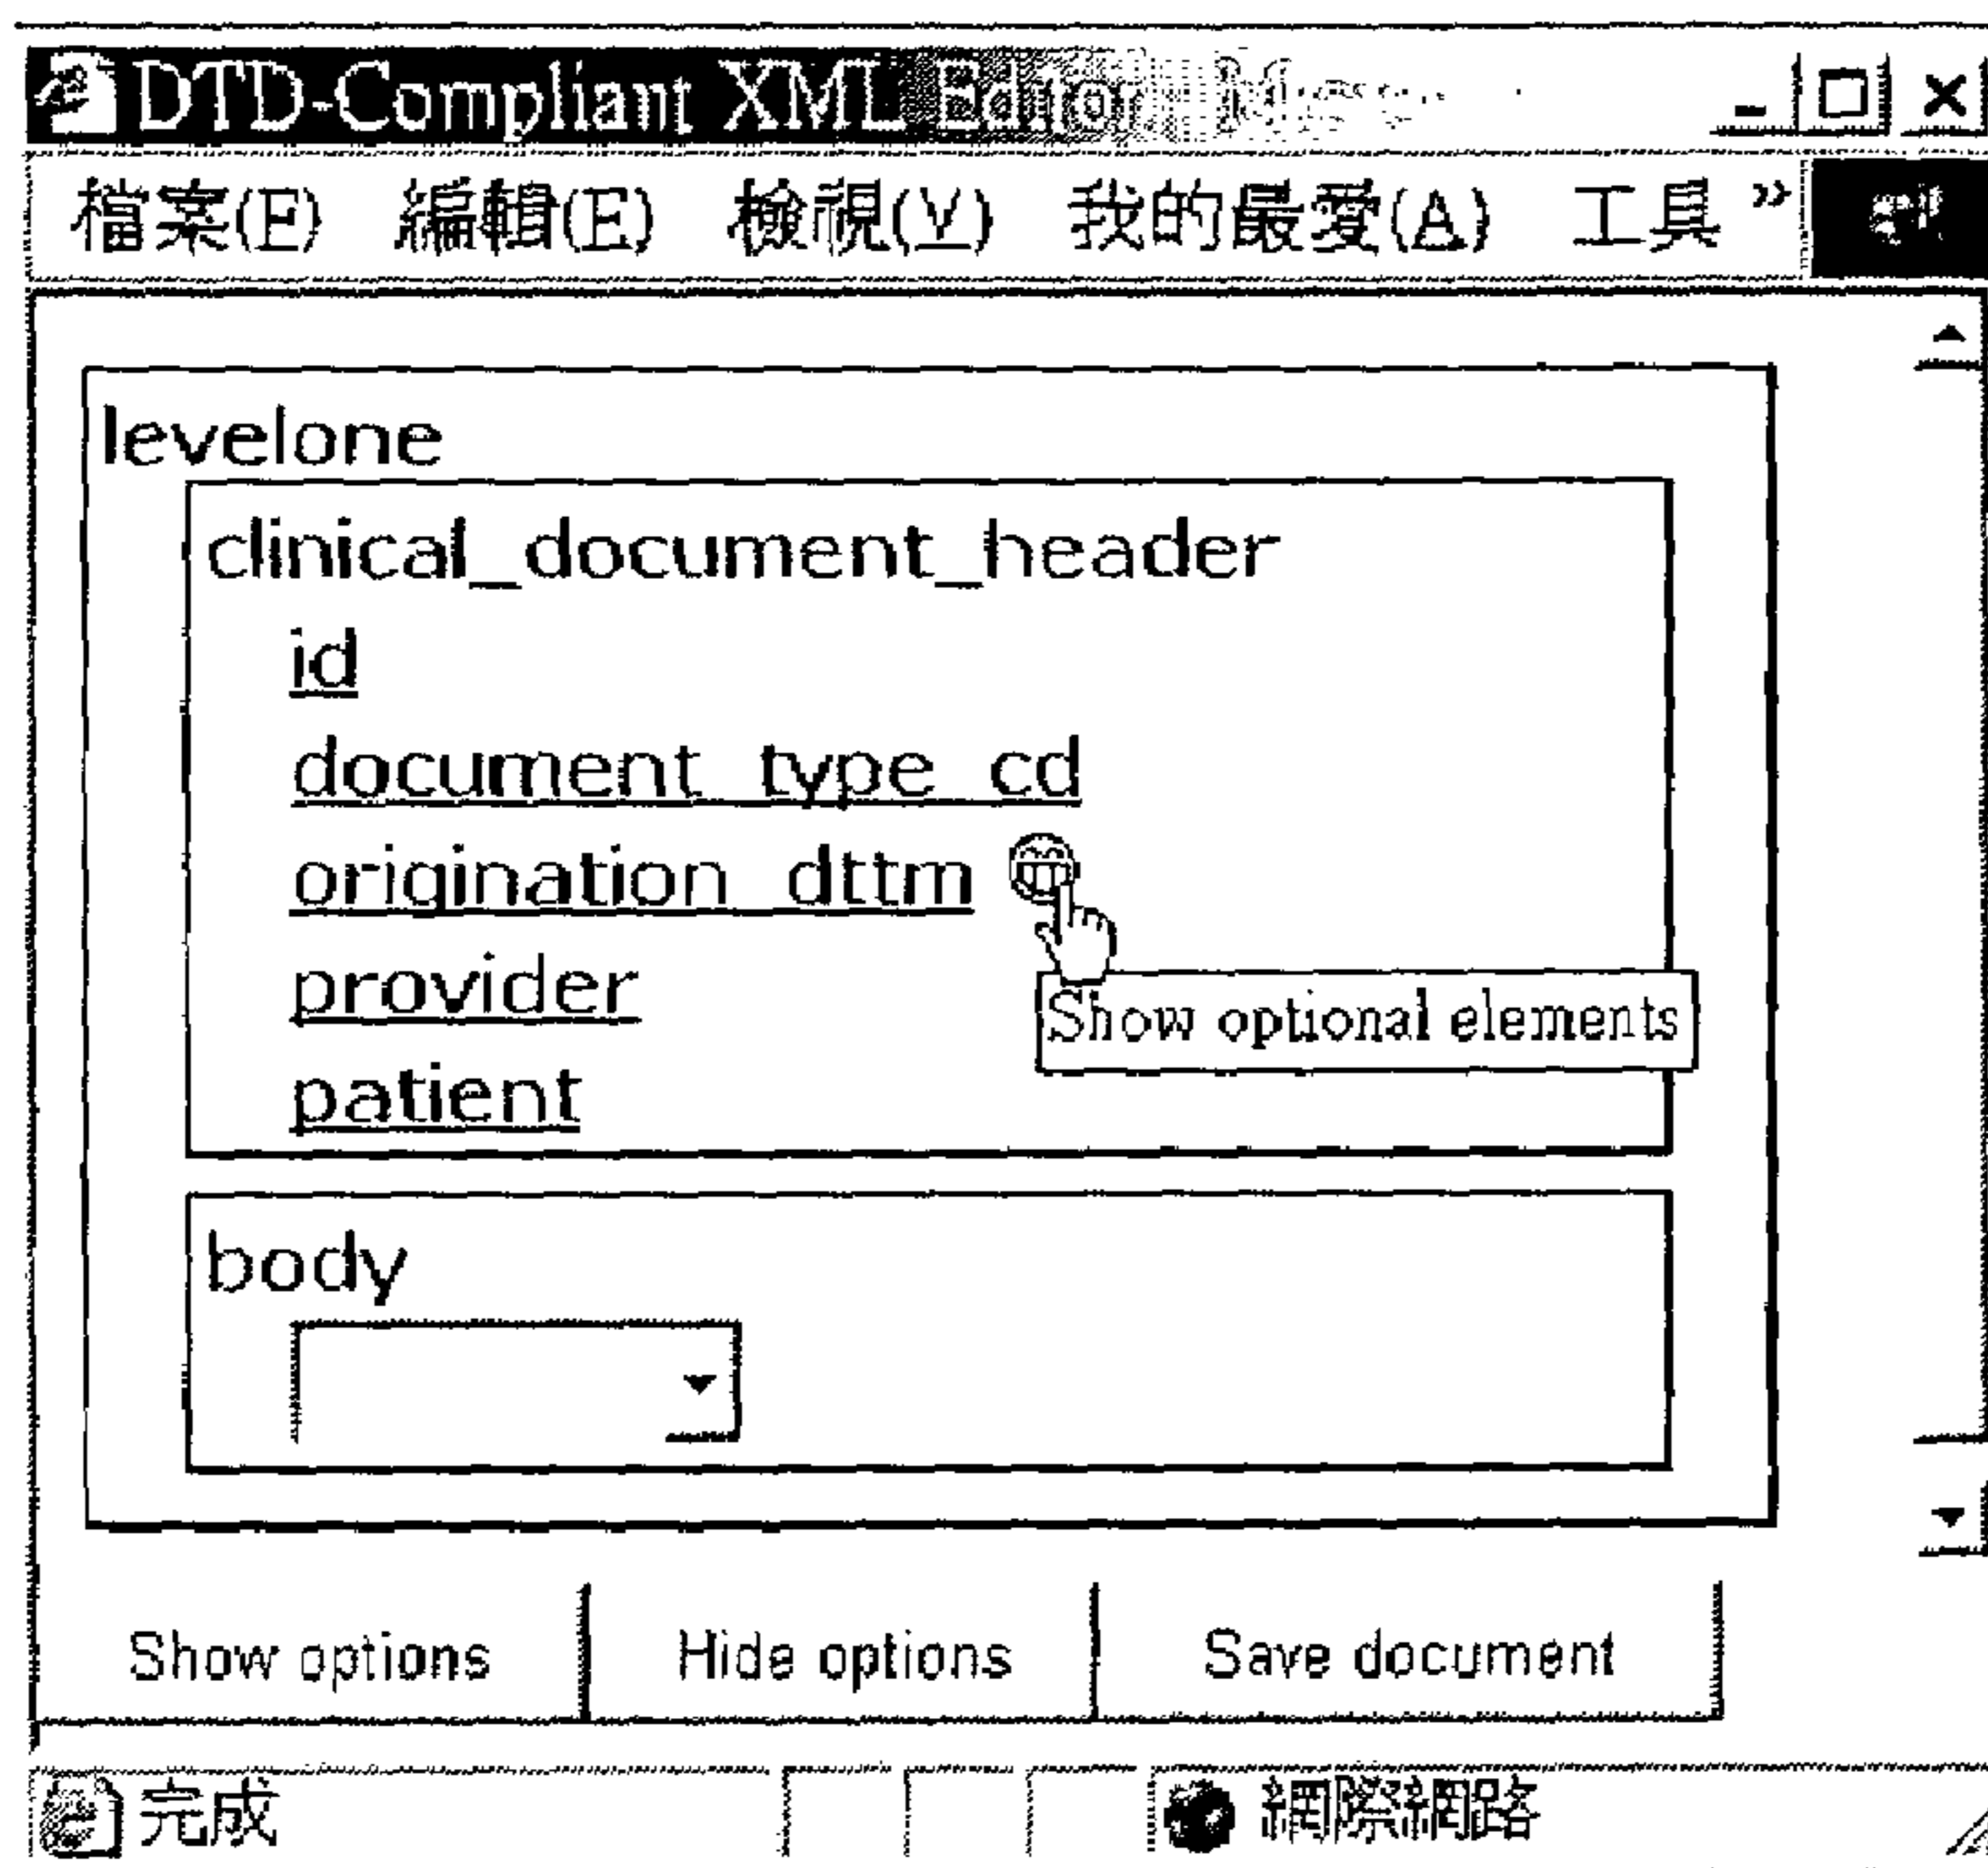 DTD-Compliant XML Editor
檔案(F) 編輯(E) 檢視(V) 我的最愛(A) 工具 »
levelone
clinical_document_header
id
document_type_cd
origination_dttm
provider
Show optional elements
patient
body
Show options Hide options Save document
完成 網際網路